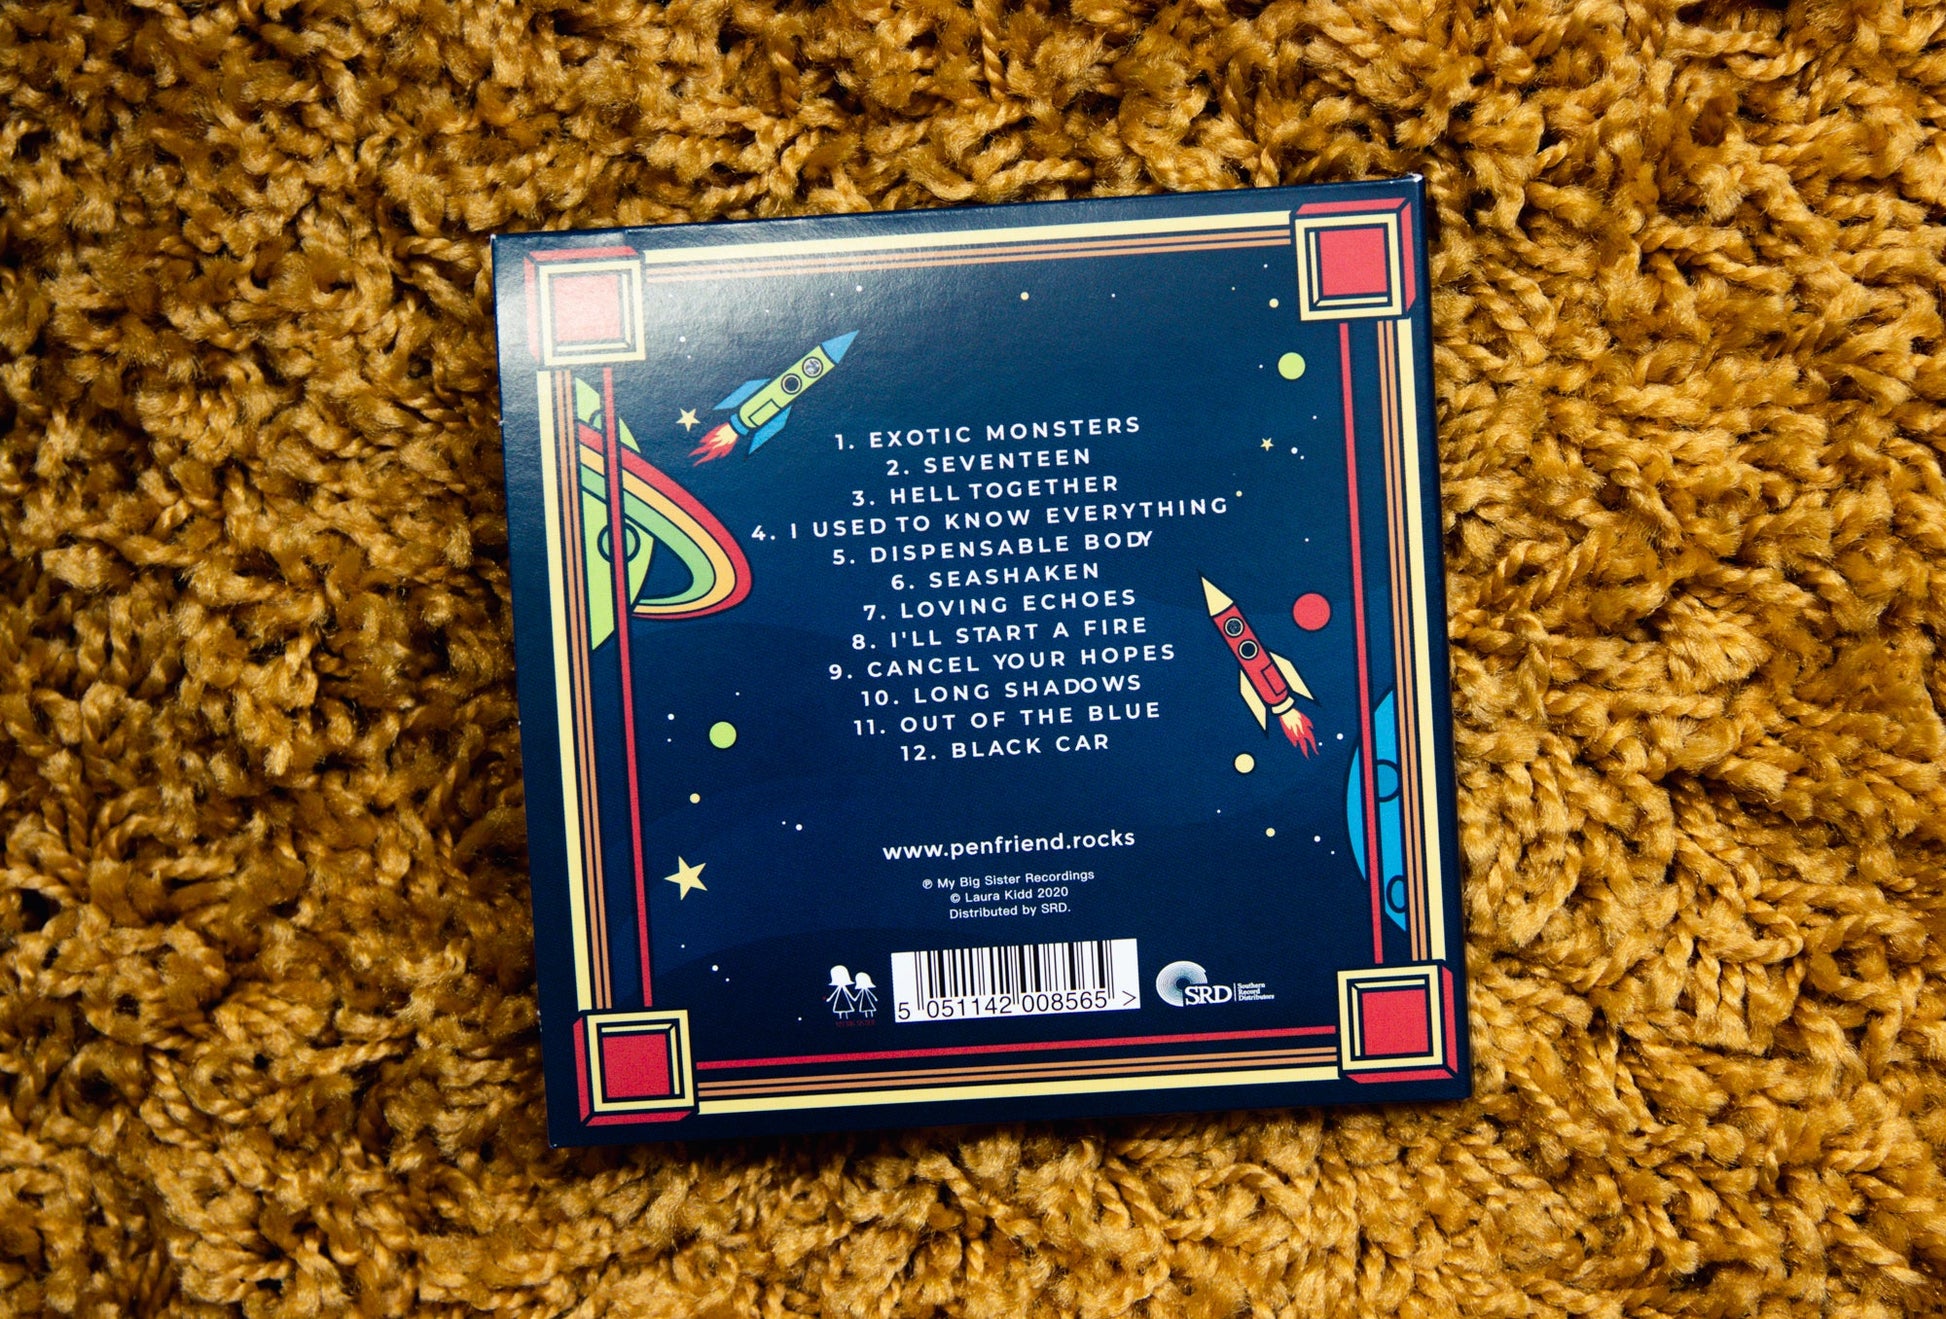 1. EXOTIC MONSTERS
2. SEVENTEEN
3. HELL TOGETHER
4. I USED TO KNOW EVERYTHING
5. DISPENSABLE BODY
6. SEASHAKEN
7. LOVING ECHOES
8. I'LL START A FIRE
9. CANCEL YOUR HOPES
10. LONG SHADOWS
11. OUT OF THE BLUE
12. BLACK CAR
www.penfriend.rocks
℗ My Big Sister Recordings
© Laura Kidd 2020
Distributed by SRD.
5 051142 008565 >
SRD
Southern
Record
Distributors